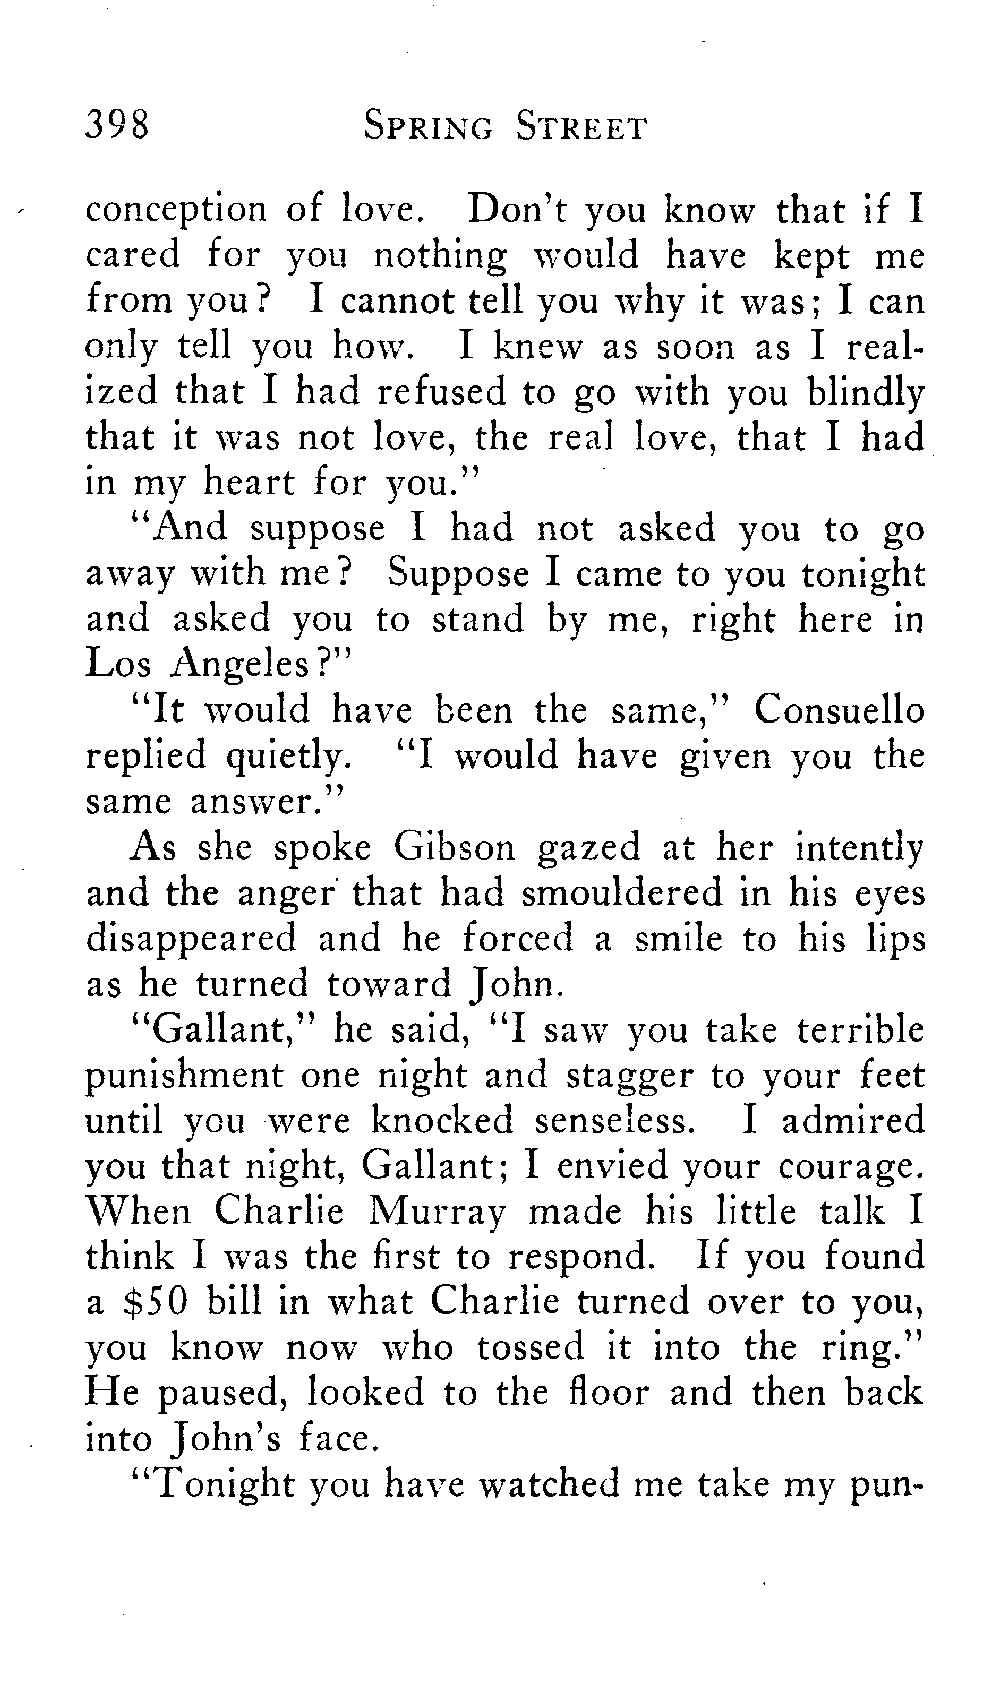 398 SPRING STREET
conception of love. Don't you know that if I
cared for you nothing would have kept me
from you? I cannot tell you why it was; I can
only tell you how. I knew as soon as I real-
ized that I had refused to go with you blindly
that it was not love, the real love, that I had
in my heart for you."
"And suppose I had not asked you to go
away with me? Suppose I came to you tonight
and asked you to stand by me, right here in
Los Angeles?"
"It would have been the same," Consuello
replied quietly. "I would have given you the
same answer."
As she spoke Gibson gazed at her intently
and the anger that had smouldered in his eyes
disappeared and he forced a smile to his lips
as he turned toward John.
"Gallant," he said, "I saw you take terrible
punishment one night and stagger to your feet
until you were knocked senseless. I admired
you that night, Gallant; I envied your courage.
When Charlie Murray made his little talk I
think I was the first to respond. If you found
a $50 bill in what Charlie turned over to you,
you know now who tossed it into the ring."
He paused, looked to the floor and then back
into John's face.
"Tonight you have watched me take my pun-